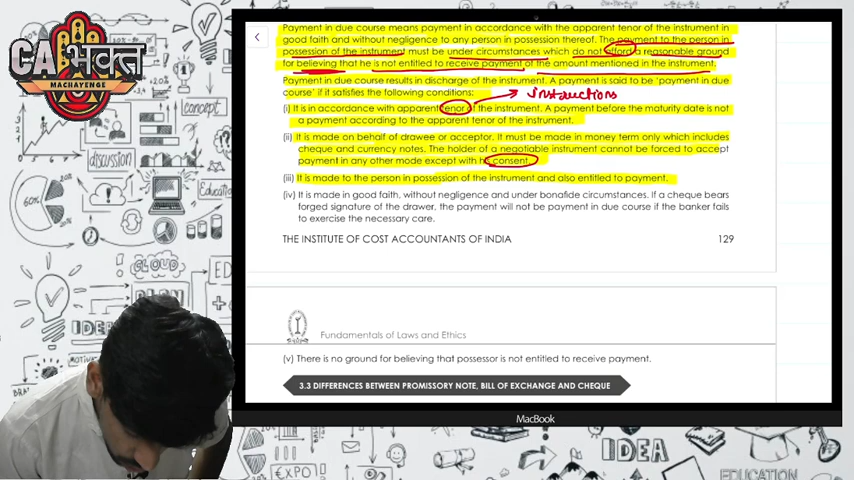 CA भक्त
MACHAYENGE
concept
discussion
Educatio
60%
20%
20%
CLOUD
IDEA
MOTIV
EXPO
IDEA
EDUCATION
Payment in due course means payment in accordance with the apparent tenor of the instrument in
good faith and without negligence to any person in possession thereof. The payment to the person in
possession of the instrument must be under circumstances which do not afford a reasonable ground
for believing that he is not entitled to receive payment of the amount mentioned in the instrument.
Payment in due course results in discharge of the instrument. A payment is said to be 'payment in due
course' if it satisfies the following conditions:
Instructions
(i) It is in accordance with apparent tenor of the instrument. A payment before the maturity date is not
a payment according to the apparent tenor of the instrument.
(ii) It is made on behalf of drawee or acceptor. It must be made in money term only which includes
cheque and currency notes. The holder of a negotiable instrument cannot be forced to accept
payment in any other mode except with his consent.
(iii) It is made to the person in possession of the instrument and also entitled to payment.
(iv) It is made in good faith, without negligence and under bonafide circumstances. If a cheque bears
forged signature of the drawer, the payment will not be payment in due course if the banker fails
to exercise the necessary care.
THE INSTITUTE OF COST ACCOUNTANTS OF INDIA 129
Fundamentals of Laws and Ethics
(v) There is no ground for believing that possessor is not entitled to receive payment.
3.3 DIFFERENCES BETWEEN PROMISSORY NOTE, BILL OF EXCHANGE AND CHEQUE
MacBook